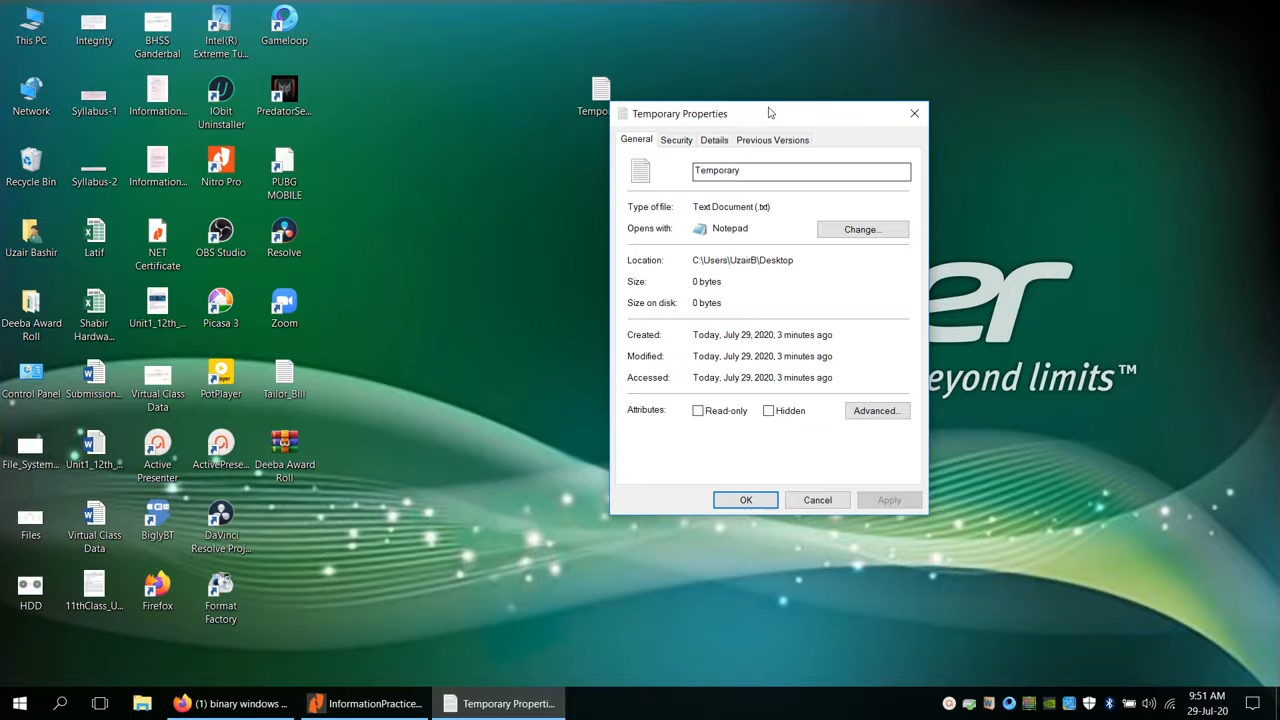 This PC
Integrity
BHSS
Ganderbal
Intel(R)
Extreme Tu...
Gameloop
Network
Syllabus-1
Information...
IObit
Uninstaller
PredatorSe...
Recycle Bin
Syllabus-2
Information...
Nitro Pro
PUBG
MOBILE
Uzair Bashir
Latif
NET
Certificate
OBS Studio
Resolve
Deeba Award
Roll
Shabir
Hardwa...
Unit1_12th_...
Picasa 3
Zoom
Control Panel
Submission...
Virtual Class
Data
PotPlayer
Tailor_Bill
File_System...
Unit1_12th_...
Active
Presenter
ActivePrese...
Deeba Award
Roll
Files
Virtual Class
Data
BiglyBT
DaVinci
Resolve Proj...
HDD
11thClass_U...
Firefox
Format
Factory
Tempo
Temporary Properties
General
Security
Details
Previous Versions
Temporary
Type of file:
Text Document (.txt)
Opens with:
Notepad
Change...
Location:
C:\Users\UzairB\Desktop
Size:
0 bytes
Size on disk:
0 bytes
Created:
Today, July 29, 2020, 3 minutes ago
Modified:
Today, July 29, 2020, 3 minutes ago
Accessed:
Today, July 29, 2020, 3 minutes ago
Attributes:
Read-only
Hidden
Advanced...
OK
Cancel
Apply
er
eyond limits™
(1) binary windows ...
InformationPractice...
Temporary Properti...
9:51 AM
29-Jul-20